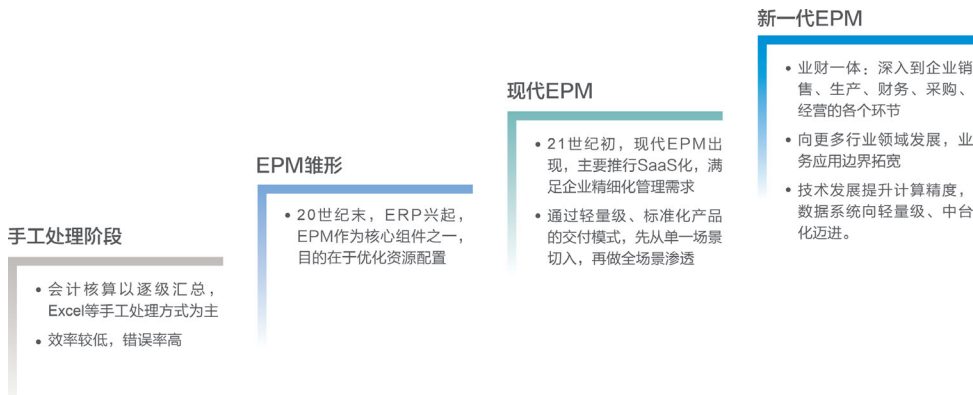 手工处理阶段
• 会计核算以逐级汇总，
Excel等手工处理方式为主
• 效率较低，错误率高
EPM雏形
• 20世纪末，ERP兴起，
EPM作为核心组件之一，
目的在于优化资源配置
现代EPM
• 21世纪初，现代EPM出
现，主要推行SaaS化，满
足企业精细化管理需求
• 通过轻量级、标准化产品
的交付模式，先从单一场景
切入，再做全场景渗透
新一代EPM
• 业财一体：深入到企业销
售、生产、财务、采购、
经营的各个环节
• 向更多行业领域发展，业
务应用边界拓宽
• 技术发展提升计算精度，
数据系统向轻量级、中台
化迈进。